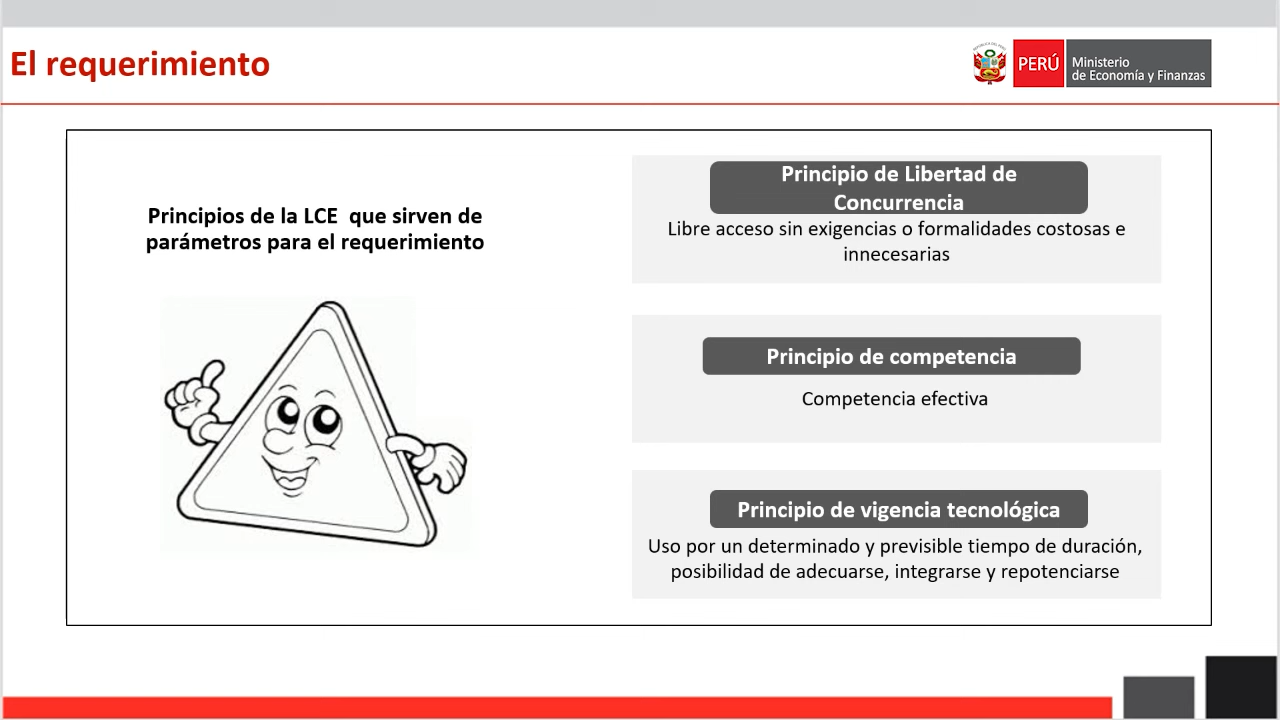 El requerimiento
PERÚ
Ministerio
de Economía y Finanzas
Principios de la LCE que sirven de
parámetros para el requerimiento
Principio de Libertad de
Concurrencia
Libre acceso sin exigencias o formalidades costosas e
innecesarias
Principio de competencia
Competencia efectiva
Principio de vigencia tecnológica
Uso por un determinado y previsible tiempo de duración,
posibilidad de adecuarse, integrarse y repotenciarse